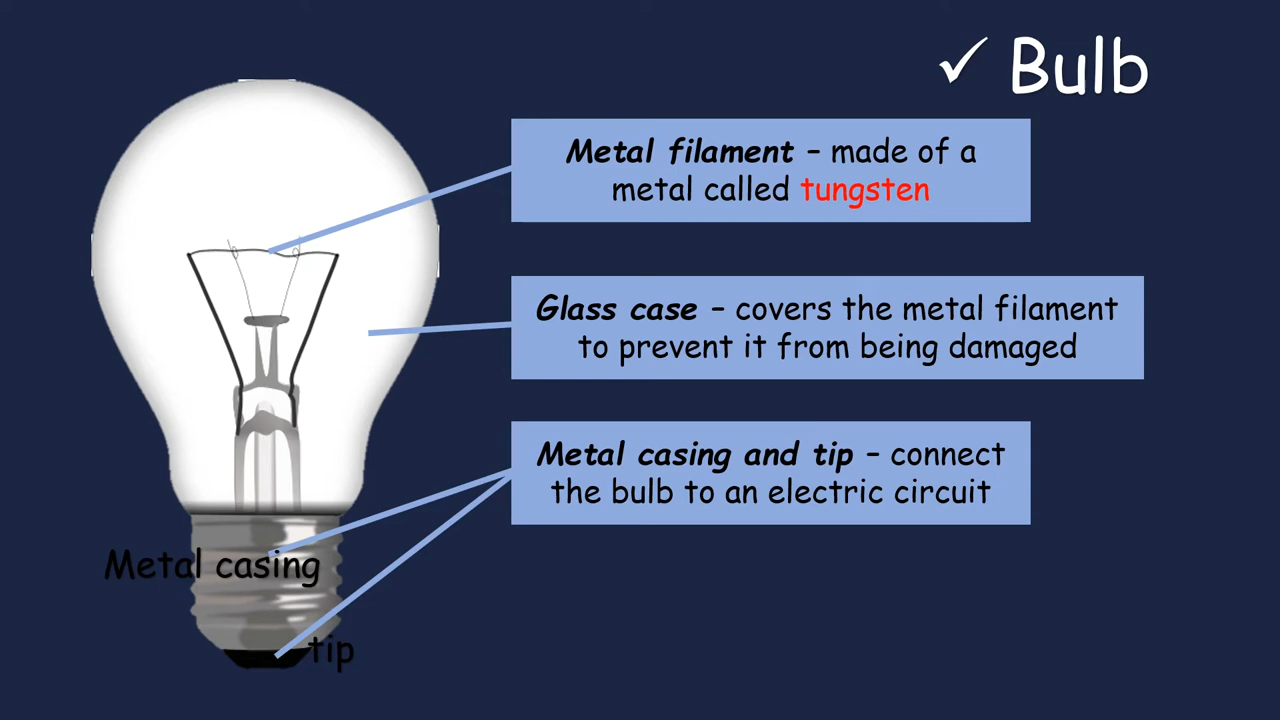 ✓ Bulb
Metal filament – made of a
metal called tungsten
Glass case – covers the metal filament
to prevent it from being damaged
Metal casing and tip – connect
the bulb to an electric circuit
Metal casing
tip